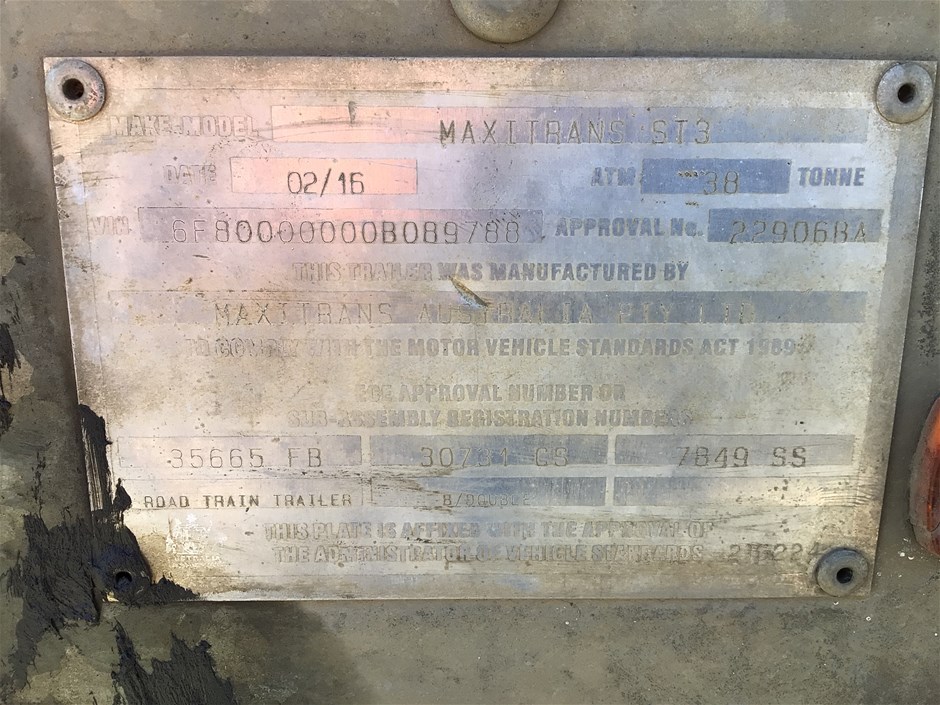 MAKE-MODEL MAXITRANS ST3
DATE 02/16 ATM 38 TONNE
VIN 6F80000000B0B9788 APPROVAL No. 22906BA
THIS TRAILER WAS MANUFACTURED BY
MAXITRANS AUSTRALIA PTY LTD
TO COMPLY WITH THE MOTOR VEHICLE STANDARDS ACT 1989
APPROVAL NUMBER OR
SUB-ASSEMBLY REGISTRATION NUMBERS
35665 FB 30731 GS 7849 SS
ROAD TRAIN TRAILER
THIS PLATE IS AFFIXED WITH THE APPROVAL OF
THE ADMINISTRATOR OF VEHICLE STANDARDS